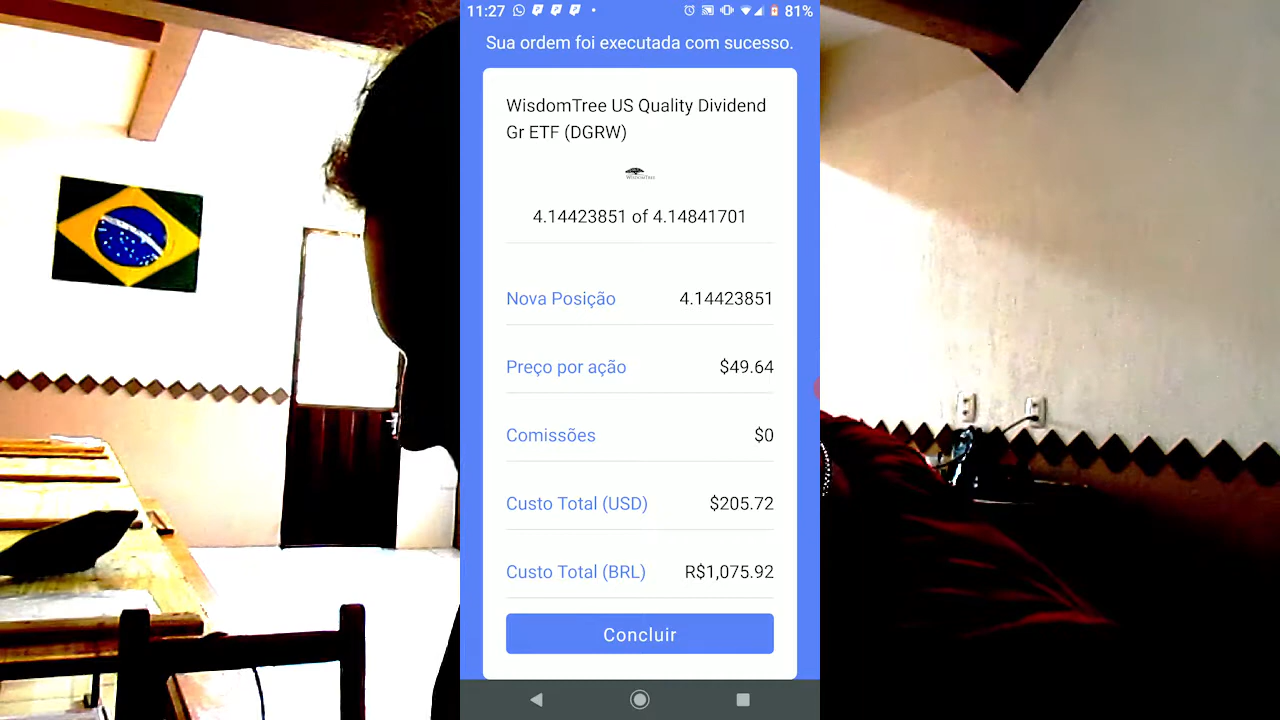 11:27
81%
Sua ordem foi executada com sucesso.
WisdomTree US Quality Dividend
Gr ETF (DGRW)
WISDOMTREE
4.14423851 of 4.14841701
Nova Posição 4.14423851
Preço por ação $49.64
Comissões $0
Custo Total (USD) $205.72
Custo Total (BRL) R$1,075.92
Concluir